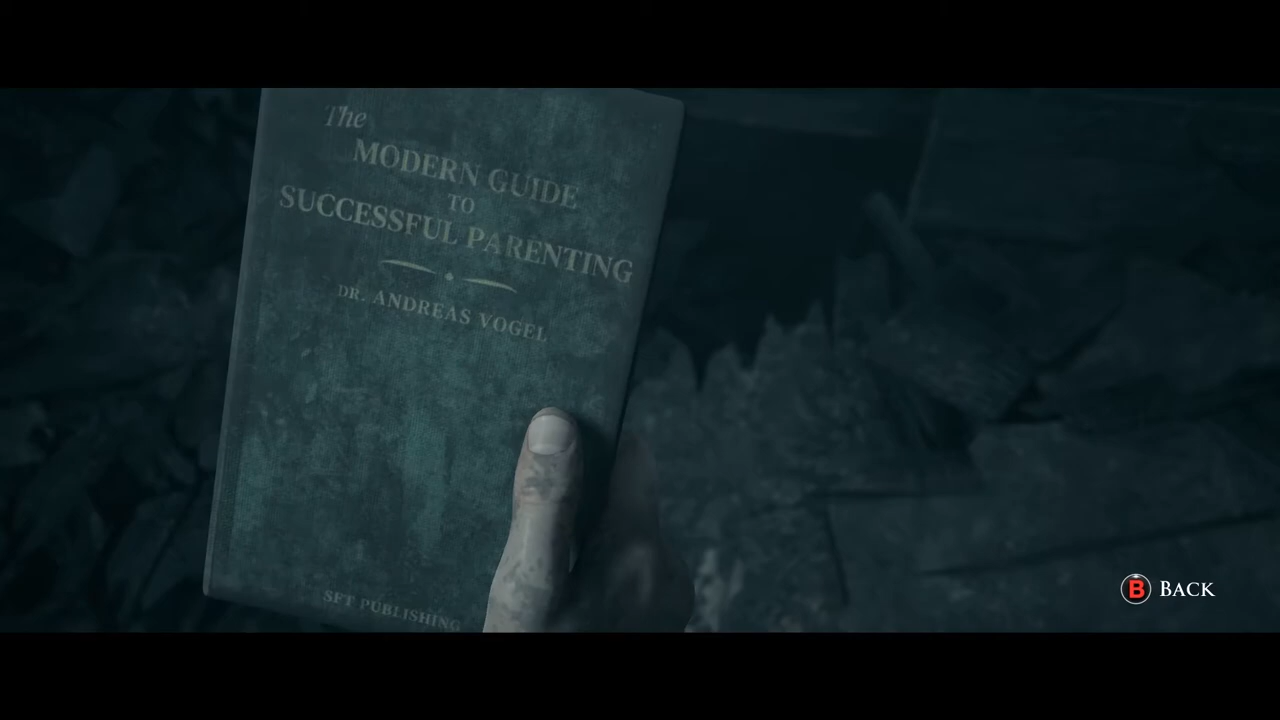 The
MODERN GUIDE
TO
SUCCESSFUL PARENTING
DR. ANDREAS VOGEL
SFT PUBLISHING
B BACK